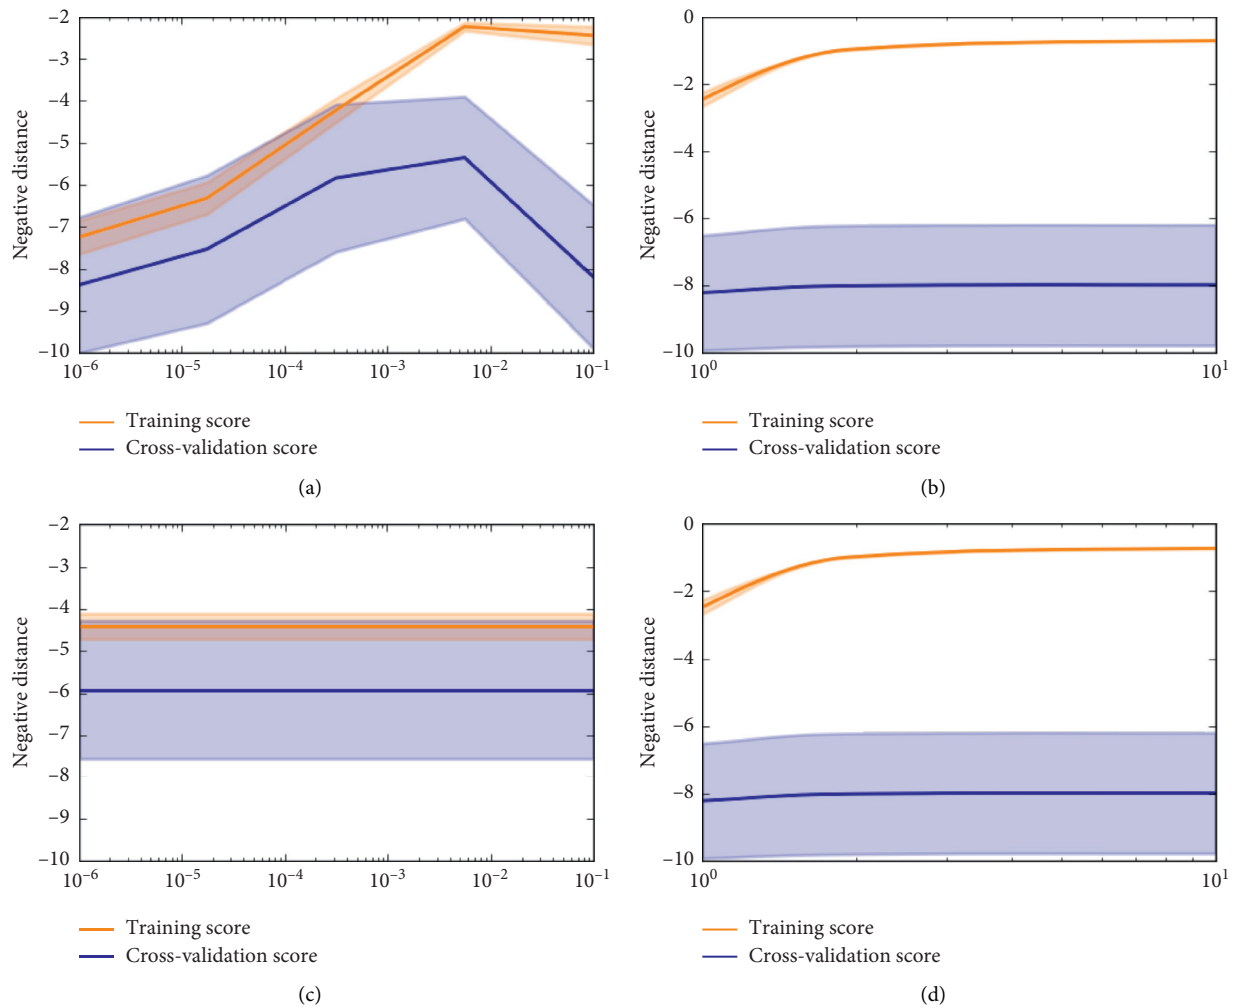 −2
−3
−4
−5
−6
−7
−8
−9
−10
Negative distance
10−6 10−5 10−4 10−3 10−2 10−1
Training score
Cross-validation score
(a)
0
−2
−4
−6
−8
−10
Negative distance
100 101
Training score
Cross-validation score
(b)
−2
−3
−4
−5
−6
−7
−8
−9
−10
Negative distance
10−6 10−5 10−4 10−3 10−2 10−1
Training score
Cross-validation score
(c)
0
−2
−4
−6
−8
−10
Negative distance
100 101
Training score
Cross-validation score
(d)